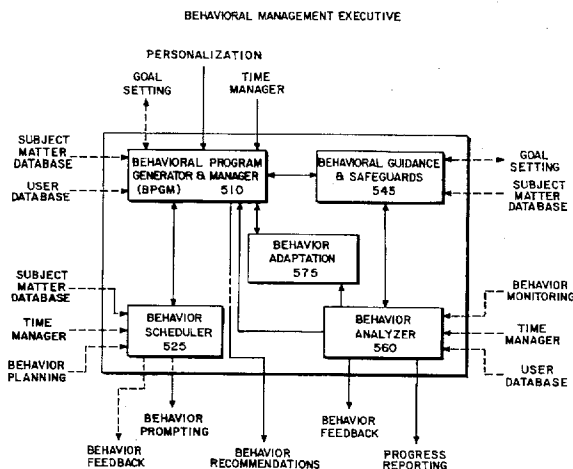 BEHAVIORAL MANAGEMENT EXECUTIVE
PERSONALIZATION
GOAL
SETTING
TIME
MANAGER
SUBJECT
MATTER
DATABASE
USER
DATABASE
BEHAVIORAL PROGRAM
GENERATOR & MANAGER
(BPGM) 510
BEHAVIORAL GUIDANCE
& SAFEGUARDS
545
GOAL
SETTING
SUBJECT
MATTER
DATABASE
BEHAVIOR
ADAPTATION
575
SUBJECT
MATTER
DATABASE
TIME
MANAGER
BEHAVIOR
PLANNING
BEHAVIOR
SCHEDULER
525
BEHAVIOR
ANALYZER
560
BEHAVIOR
MONITORING
TIME
MANAGER
USER
DATABASE
BEHAVIOR
FEEDBACK
BEHAVIOR
PROMPTING
BEHAVIOR
RECOMMENDATIONS
BEHAVIOR
FEEDBACK
PROGRESS
REPORTING